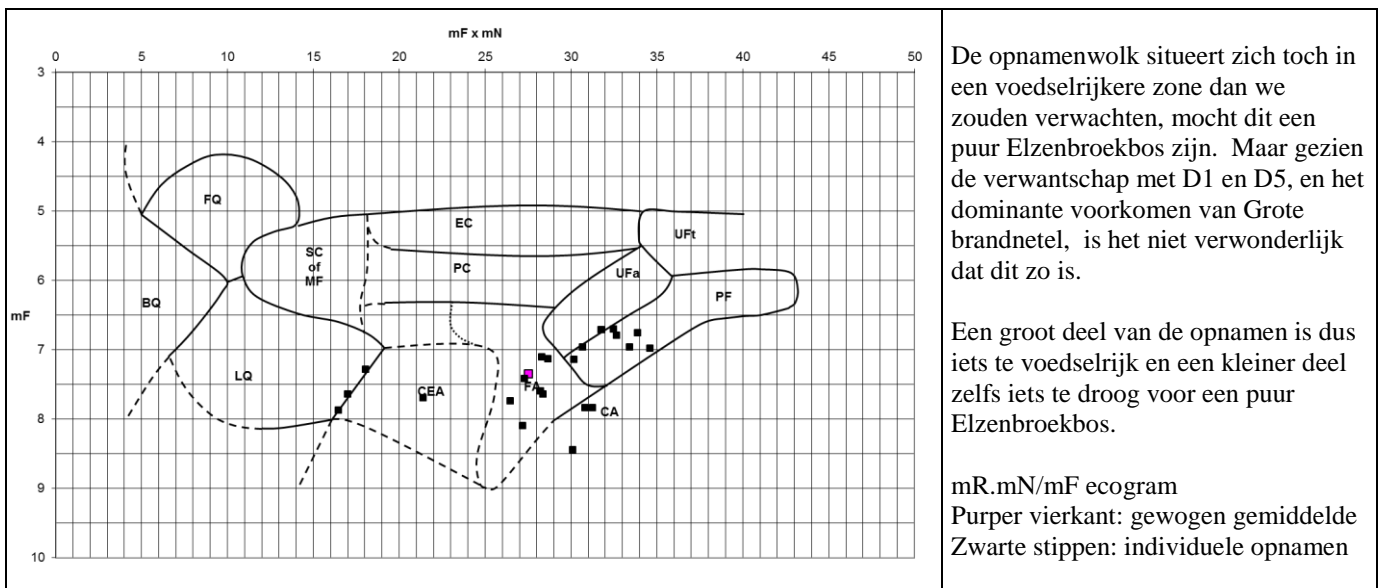 mF x mN
0 5 10 15 20 25 30 35 40 45 50
3
4
5
6
mF
7
8
9
10
FQ
EC
UFt
SC
of
MF
PC
UFa
BQ
PF
LQ
CEA
FA
CA
De opnamenwolk situeert zich toch in
een voedselrijkere zone dan we
zouden verwachten, mocht dit een
puur Elzenbroekbos zijn. Maar gezien
de verwantschap met D1 en D5, en het
dominante voorkomen van Grote
brandnetel, is het niet verwonderlijk
dat dit zo is.
Een groot deel van de opnamen is dus
iets te voedselrijk en een kleiner deel
zelfs iets te droog voor een puur
Elzenbroekbos.
mR.mN/mF ecogram
Purper vierkant: gewogen gemiddelde
Zwarte stippen: individuele opnamen